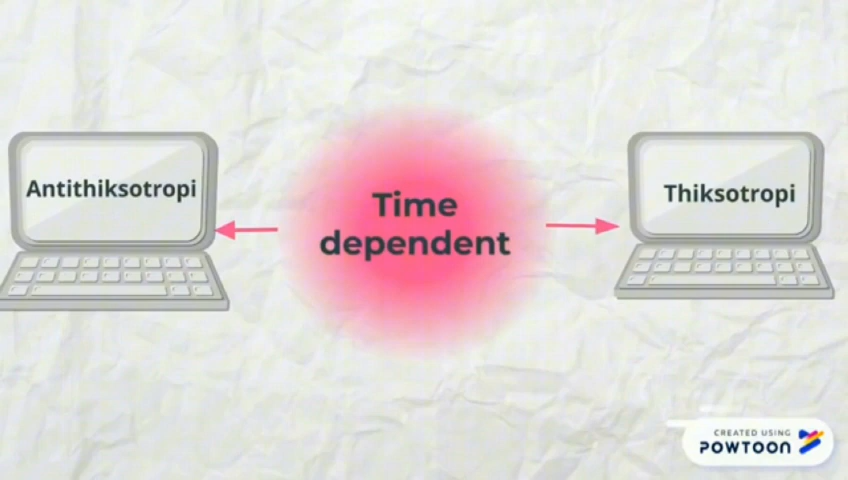 Antithiksotropi
Time
dependent
Thiksotropi
CREATED USING
POWTOON